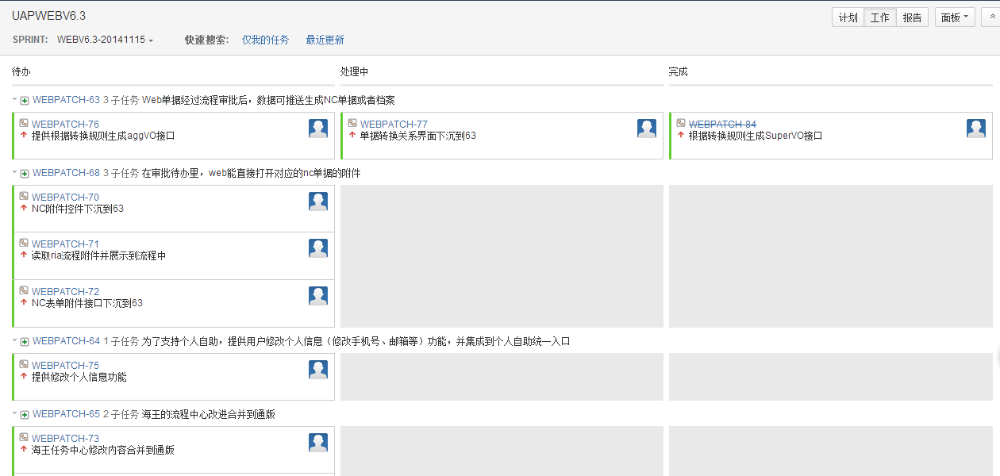 UAPWEBV6.3
计划 工作 报告 面板
SPRINT: WEBV6.3-20141115 快速搜索: 仅我的任务 最近更新
待办 处理中 完成
WEBPATCH-63 3 子任务 Web单据经过流程审批后，数据可推送生成NC单据或者档案
WEBPATCH-76
提供根据转换规则生成aggVO接口
WEBPATCH-77
单据转换关系界面下沉到63
WEBPATCH-84
根据转换规则生成SuperVO接口
WEBPATCH-68 3 子任务 在审批待办里，web能直接打开对应的nc单据的附件
WEBPATCH-70
NC附件控件下沉到63
WEBPATCH-71
读取ria流程附件并展示到流程中
WEBPATCH-72
NC表单附件接口下沉到63
WEBPATCH-64 1 子任务 为了支持个人自助，提供用户修改个人信息（修改手机号、邮箱等）功能，并集成到个人自助统一入口
WEBPATCH-75
提供修改个人信息功能
WEBPATCH-65 2 子任务 海王的流程中心改进合并到通版
WEBPATCH-73
海王任务中心修改内容合并到通版